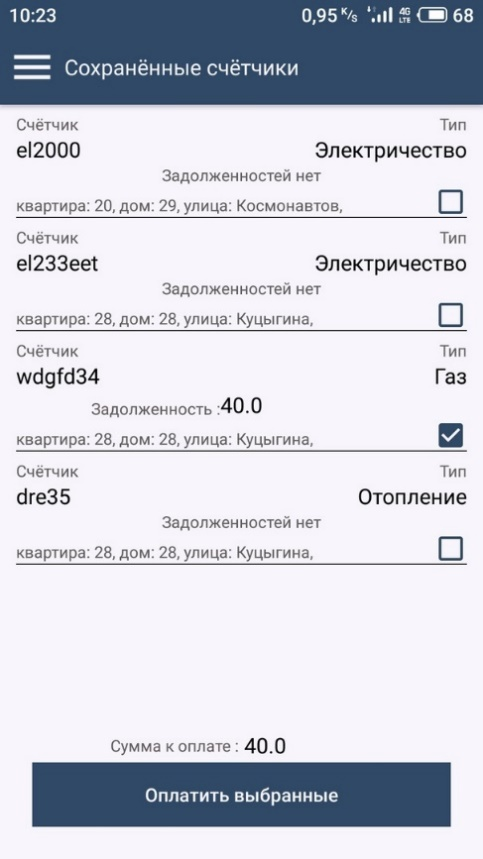 10:23 0,95 K/s 4G LTE 68
Сохранённые счётчики
Счётчик Тип
el2000 Электричество
Задолженностей нет
квартира: 20, дом: 29, улица: Космонавтов,
Счётчик Тип
el233eet Электричество
Задолженностей нет
квартира: 28, дом: 28, улица: Куцыгина,
Счётчик Тип
wdgfd34 Газ
Задолженность :40.0
квартира: 28, дом: 28, улица: Куцыгина,
Счётчик Тип
dre35 Отопление
Задолженностей нет
квартира: 28, дом: 28, улица: Куцыгина,
Сумма к оплате : 40.0
Оплатить выбранные